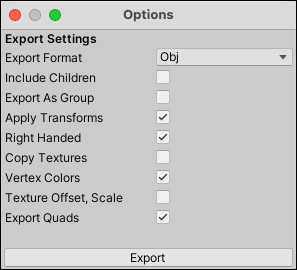 Options
Export Settings
Export Format Obj
Include Children
Export As Group
Apply Transforms
Right Handed
Copy Textures
Vertex Colors
Texture Offset, Scale
Export Quads
Export